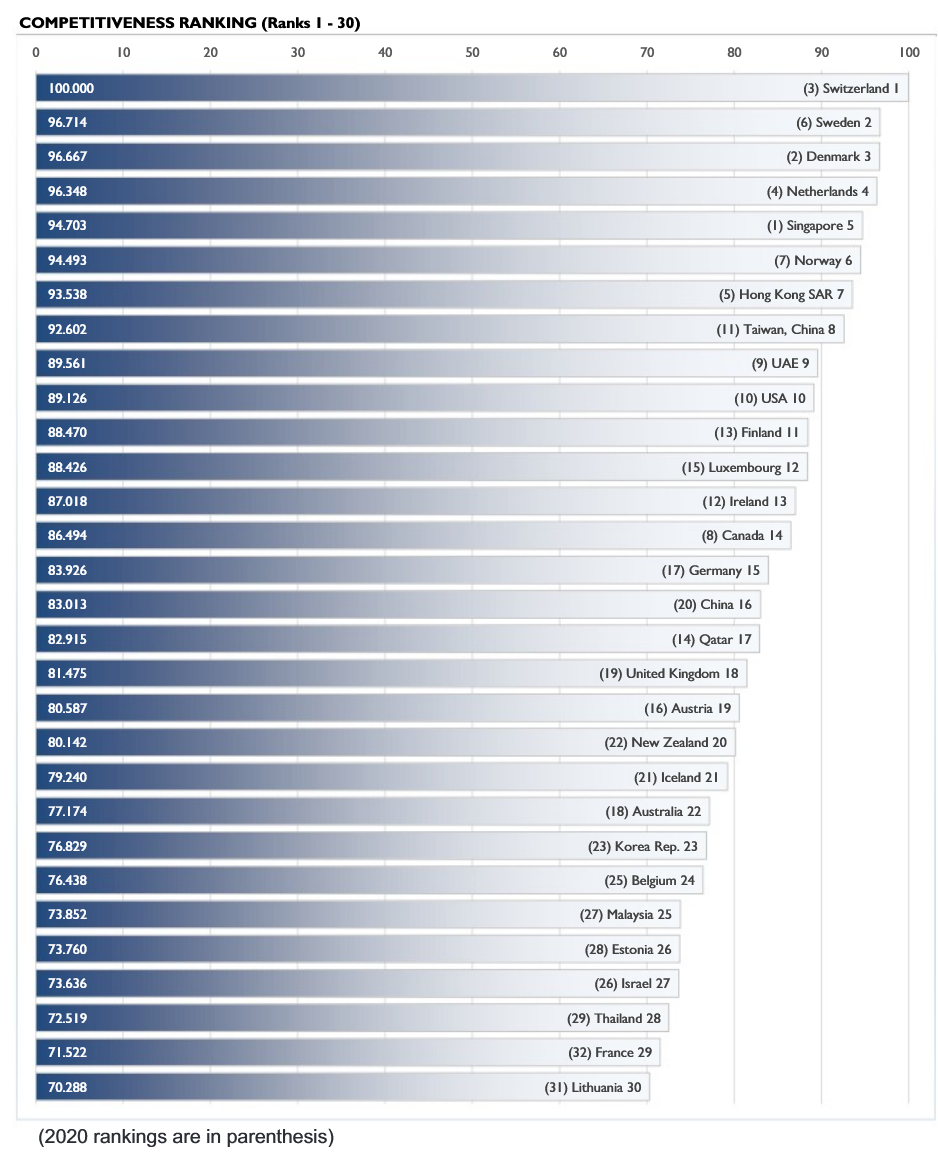 COMPETITIVENESS RANKING (Ranks 1 - 30)
0 10 20 30 40 50 60 70 80 90 100
100.000 (3) Switzerland 1
96.714 (6) Sweden 2
96.667 (2) Denmark 3
96.348 (4) Netherlands 4
94.703 (1) Singapore 5
94.493 (7) Norway 6
93.538 (5) Hong Kong SAR 7
92.602 (11) Taiwan, China 8
89.561 (9) UAE 9
89.126 (10) USA 10
88.470 (13) Finland 11
88.426 (15) Luxembourg 12
87.018 (12) Ireland 13
86.494 (8) Canada 14
83.926 (17) Germany 15
83.013 (20) China 16
82.915 (14) Qatar 17
81.475 (19) United Kingdom 18
80.587 (16) Austria 19
80.142 (22) New Zealand 20
79.240 (21) Iceland 21
77.174 (18) Australia 22
76.829 (23) Korea Rep. 23
76.438 (25) Belgium 24
73.852 (27) Malaysia 25
73.760 (28) Estonia 26
73.636 (26) Israel 27
72.519 (29) Thailand 28
71.522 (32) France 29
70.288 (31) Lithuania 30
(2020 rankings are in parenthesis)